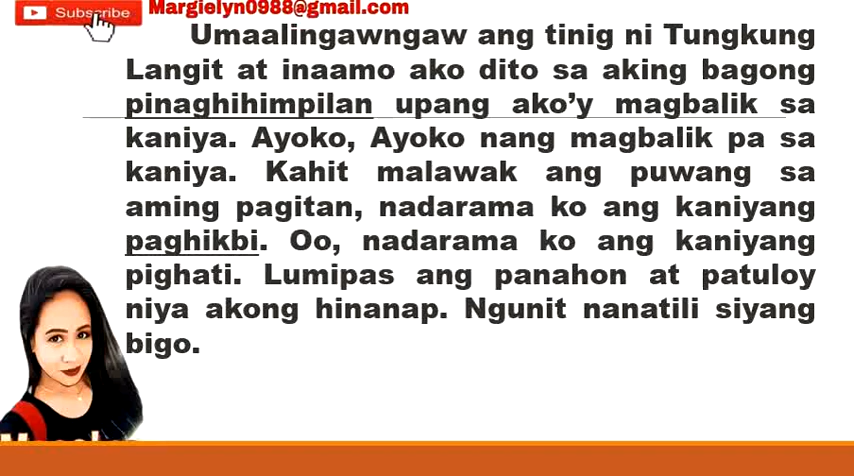 Subscribe
Margielyn0988@gmail.com
Umaalingawngaw ang tinig ni Tungkung
Langit at inaamo ako dito sa aking bagong
pinaghihimpilan upang ako'y magbalik sa
kaniya. Ayoko, Ayoko nang magbalik pa sa
kaniya. Kahit malawak ang puwang sa
aming pagitan, nadarama ko ang kaniyang
paghikbi. Oo, nadarama ko ang kaniyang
pighati. Lumipas ang panahon at patuloy
niya akong hinanap. Ngunit nanatili siyang
bigo.